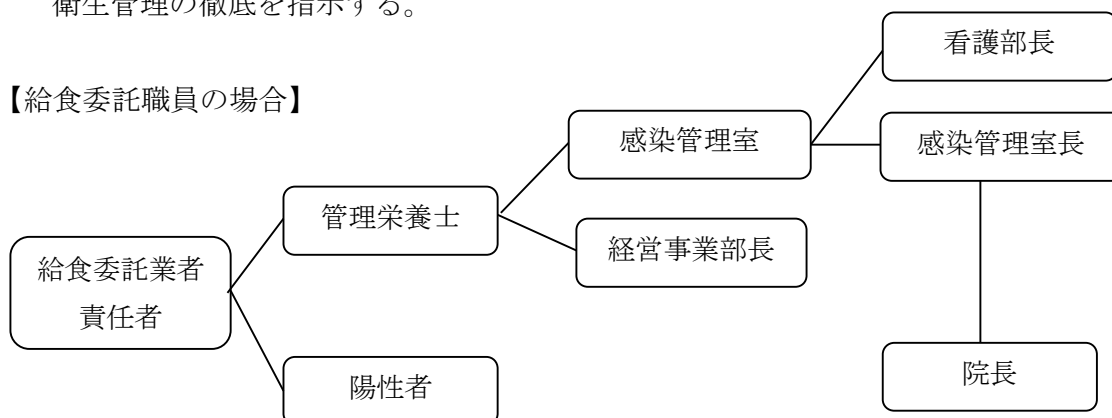 衛生管理の徹底を指示する。
【給食委託職員の場合】
看護部長
感染管理室
感染管理室長
管理栄養士
経営事業部長
給食委託業者
責任者
陽性者
院長